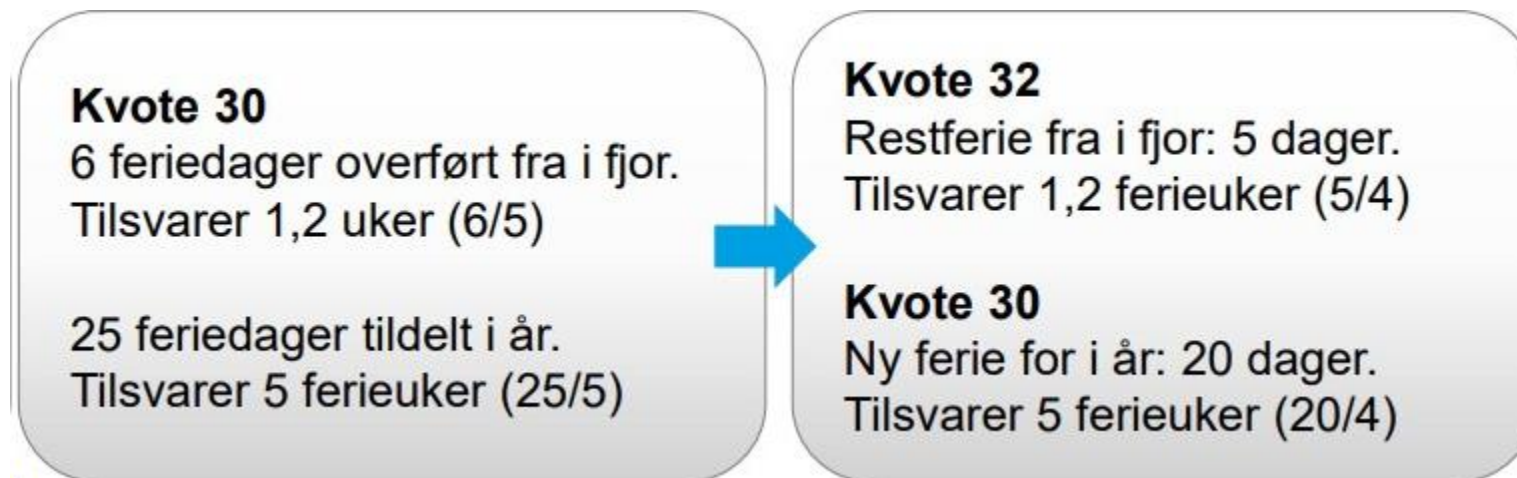 Kvote 30
6 feriedager overført fra i fjor.
Tilsvarer 1,2 uker (6/5)
25 feriedager tildelt i år.
Tilsvarer 5 ferieuker (25/5)
Kvote 32
Restferie fra i fjor: 5 dager.
Tilsvarer 1,2 ferieuker (5/4)
Kvote 30
Ny ferie for i år: 20 dager.
Tilsvarer 5 ferieuker (20/4)